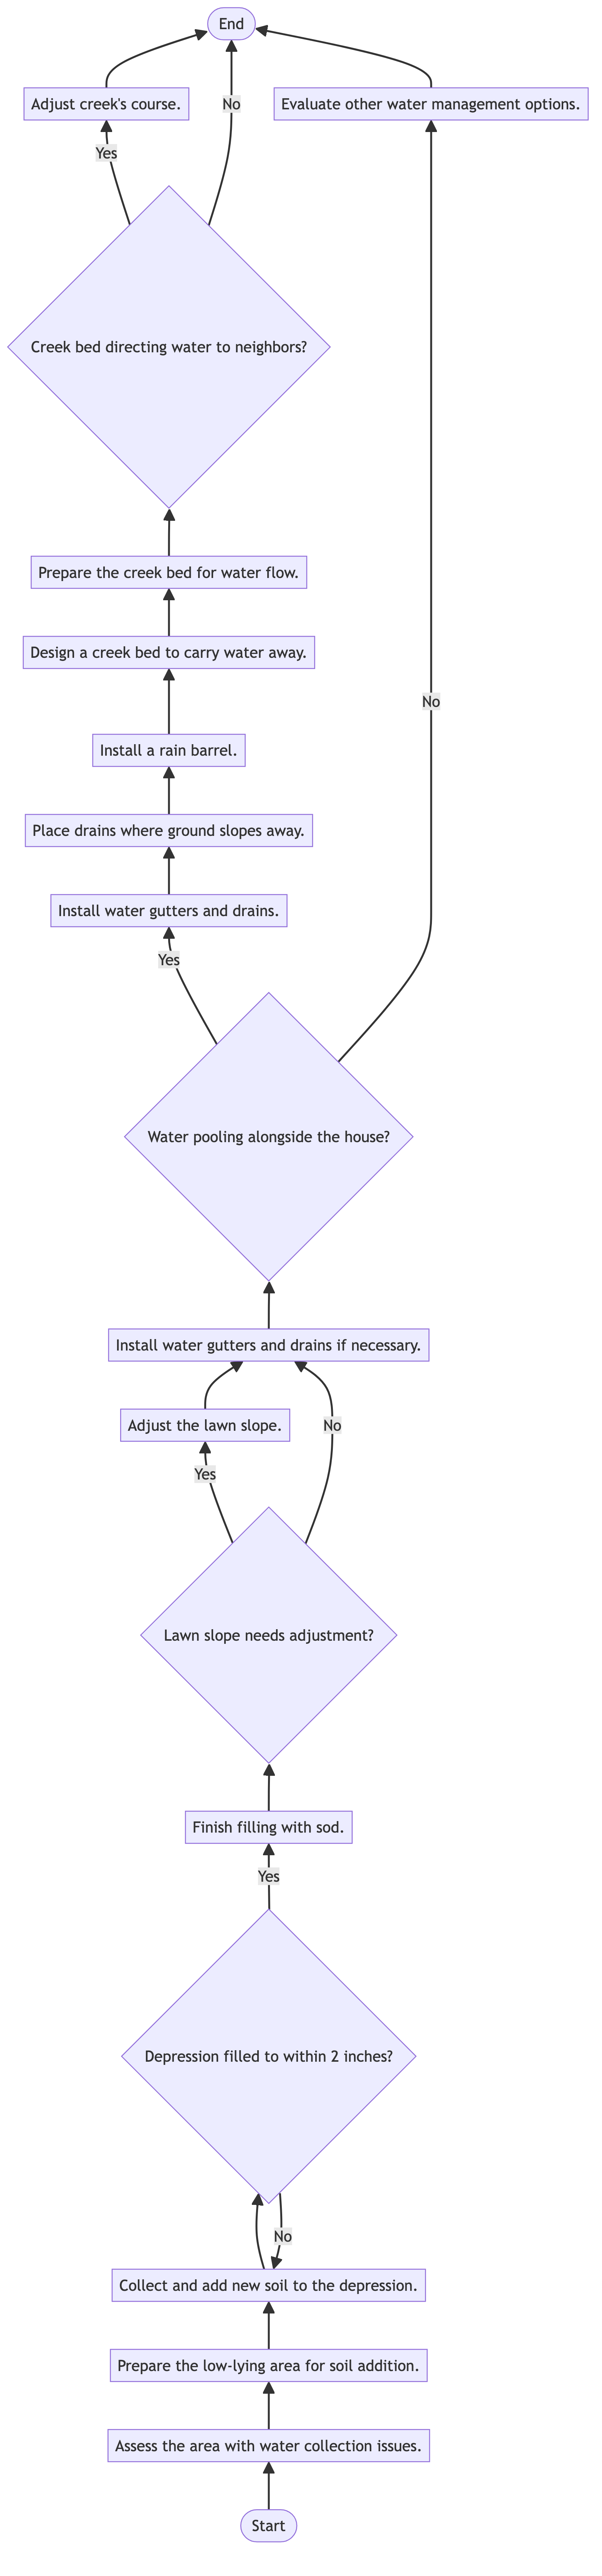 End
Adjust creek's course.
No
Evaluate other water management options.
Yes
Creek bed directing water to neighbors?
Prepare the creek bed for water flow.
Design a creek bed to carry water away.
No
Install a rain barrel.
Place drains where ground slopes away.
Install water gutters and drains.
Yes
Water pooling alongside the house?
Install water gutters and drains if necessary.
Adjust the lawn slope.
No
Yes
Lawn slope needs adjustment?
Finish filling with sod.
Yes
Depression filled to within 2 inches?
No
Collect and add new soil to the depression.
Prepare the low-lying area for soil addition.
Assess the area with water collection issues.
Start